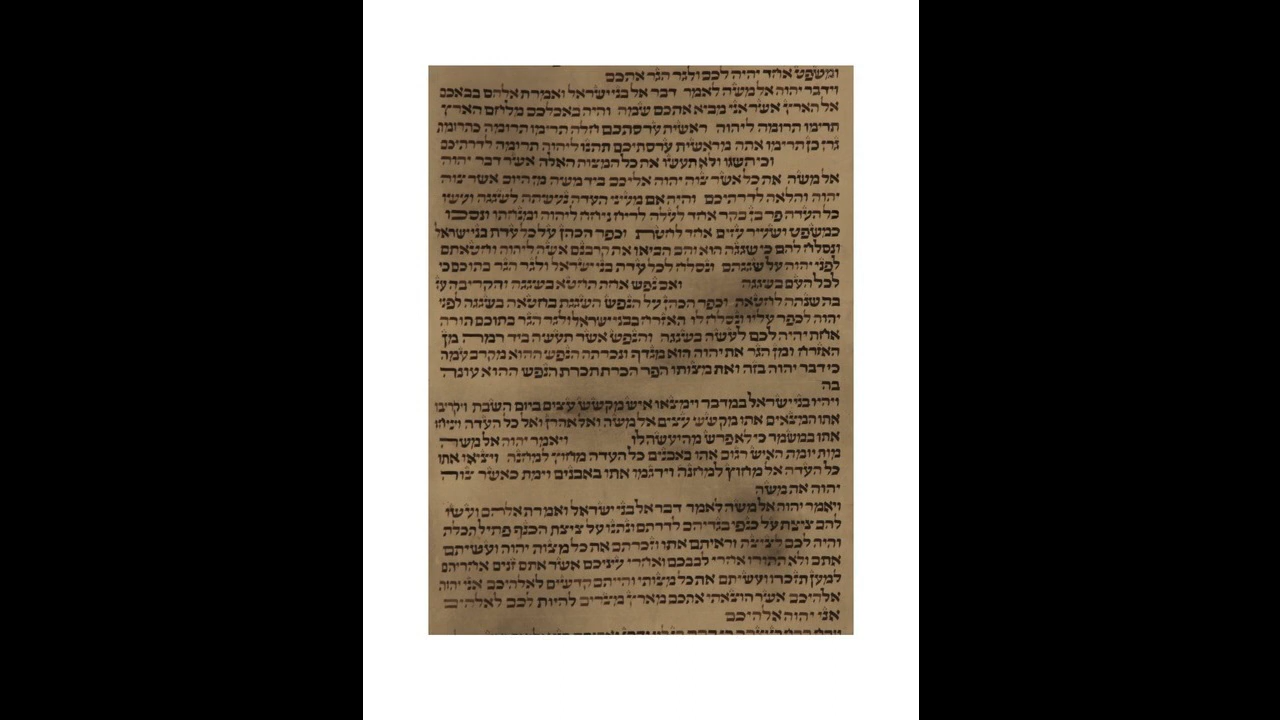 ומשפט אחד יהיה לכם ולגר הגר אתכם
וידבר יהוה אל משה לאמר דבר אל בני ישראל ואמרת אלהם בבאכם
אל הארץ אשר אני מביא אתכם שמה והיה באכלכם מלחם הארץ
תרימו תרומה ליהוה ראשית ערסתכם חלה תרימו תרומה כתרומת
גרן כן תרימו אתה מראשית ערסתיכם תתנו ליהוה תרומה לדרתיכם
וכי תשגו ולא תעשו את כל המצות האלה אשר דבר יהוה
אל משה את כל אשר צוה יהוה אליכם ביד משה מן היום אשר צוה
יהוה והלאה לדרתיכם והיה אם מעיני העדה נעשתה לשגגה ועשו
כל העדה פר בן בקר אחד לעלה לריח ניחח ליהוה ומנחתו ונסכו
כמשפט ושעיר עזים אחד לחטת וכפר הכהן על כל עדת בני ישראל
ונסלח להם כי שגגה הוא והם הביאו את קרבנם אשה ליהוה וחטאתם
לפני יהוה על שגגתם ונסלח לכל עדת בני ישראל ולגר הגר בתוכם כי
לכל העם בשגגה ואם נפש אחת תחטא בשגגה והקריבה עז
בת שנתה לחטאת וכפר הכהן על הנפש השגגת בחטאה בשגגה לפני
יהוה לכפר עליו ונסלח לו האזרח בבני ישראל ולגר הגר בתוכם תורה
אחת יהיה לכם לעשה בשגגה והנפש אשר תעשה ביד רמה מן
האזרח ומן הגר את יהוה הוא מגדף ונכרתה הנפש ההוא מקרב עמה
כי דבר יהוה בזה ואת מצותו הפר הכרת תכרת הנפש ההוא עונה
בה
ויהיו בני ישראל במדבר וימצאו איש מקשש עצים ביום השבת ויקריבו
אתו המצאים אתו מקשש עצים אל משה ואל אהרן ואל כל העדה ויניחו
אתו במשמר כי לא פרש מה יעשה לו ויאמר יהוה אל משה
מות יומת האיש רגום אתו באבנים כל העדה מחוץ למחנה ויציאו אתו
כל העדה אל מחוץ למחנה וירגמו אתו באבנים וימת כאשר צוה
יהוה את משה
ויאמר יהוה אל משה לאמר דבר אל בני ישראל ואמרת אלהם ועשו
להם ציצת על כנפי בגדיהם לדרתם ונתנו על ציצת הכנף פתיל תכלת
והיה לכם לציצת וראיתם אתו וזכרתם את כל מצות יהוה ועשיתם
אתם ולא תתורו אחרי לבבכם ואחרי עיניכם אשר אתם זנים אחריהם
למען תזכרו ועשיתם את כל מצותי והייתם קדשים לאלהיכם אני יהוה
אלהיכם אשר הוצאתי אתכם מארץ מצרים להיות לכם לאלהים
אני יהוה אלהיכם